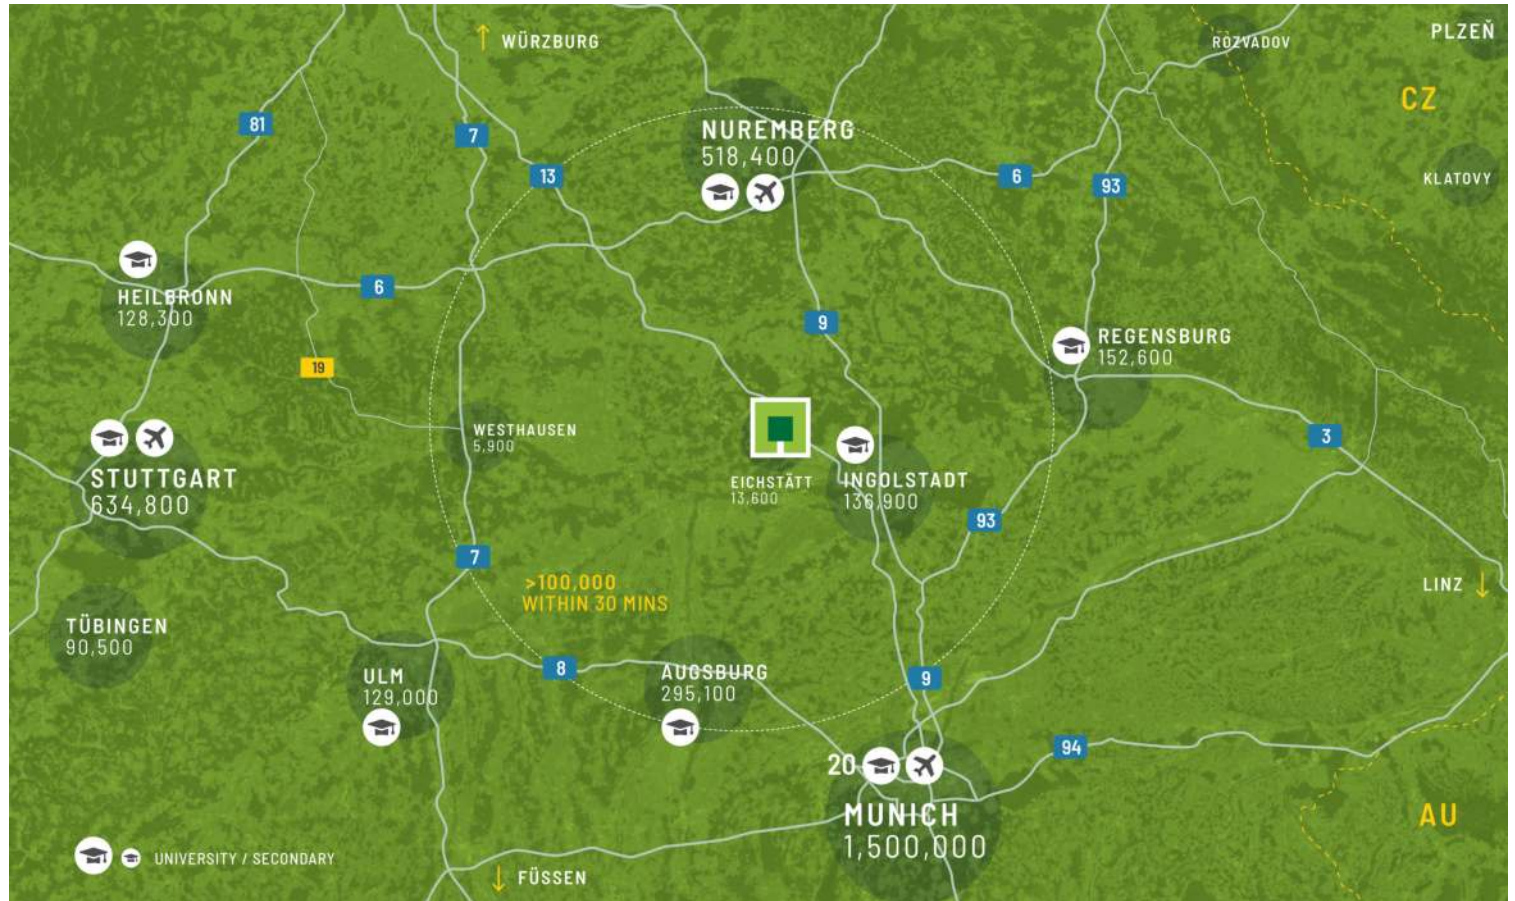 WÜRZBURG
ROZVADOV
PLZEŇ
CZ
81
7
NUREMBERG
518,400
13
6
93
KLATOVY
HEILBRONN
128,300
6
9
REGENSBURG
152,600
19
WESTHAUSEN
5,900
3
STUTTGART
634,800
EICHSTÄTT
13,600
INGOLSTADT
136,900
93
7
>100,000
WITHIN 30 MINS
LINZ
TÜBINGEN
90,500
ULM
129,000
8
AUGSBURG
295,100
9
94
20
MUNICH
1,500,000
AU
UNIVERSITY / SECONDARY
FÜSSEN